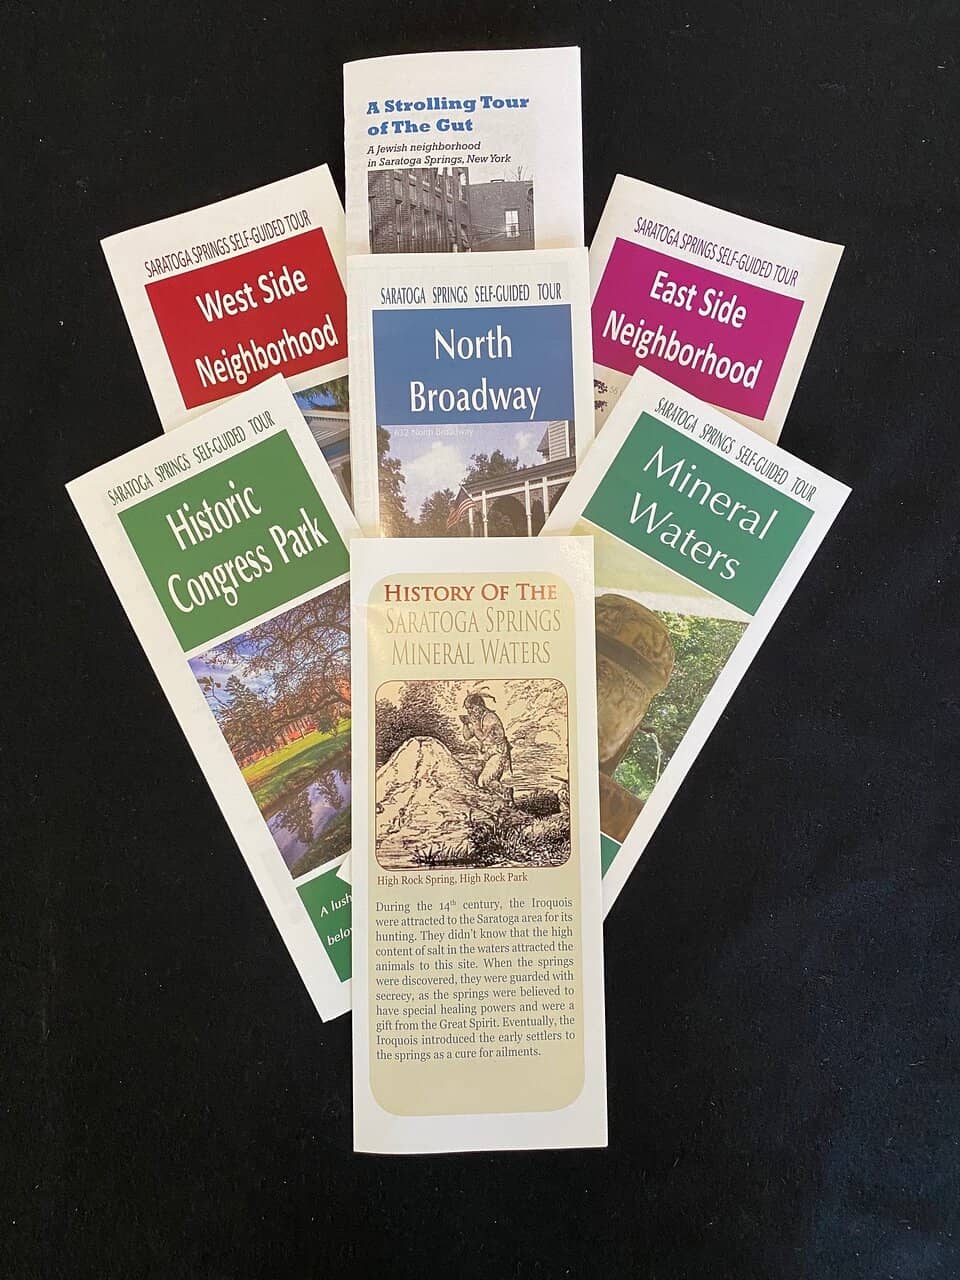 A Strolling Tour
of The Gut
A Jewish neighborhood
in Saratoga Springs, New York
SARATOGA SPRINGS SELF-GUIDED TOUR
West Side
Neighborhood
SARATOGA SPRINGS SELF-GUIDED TOUR
North
Broadway
632 North Broadway
SARATOGA SPRINGS SELF-GUIDED TOUR
East Side
Neighborhood
SARATOGA SPRINGS SELF-GUIDED TOUR
Historic
Congress Park
A lush
below
SARATOGA SPRINGS SELF-GUIDED TOUR
Mineral
Waters
HISTORY OF THE
SARATOGA SPRINGS
MINERAL WATERS
High Rock Spring, High Rock Park
During the 14th century, the Iroquois
were attracted to the Saratoga area for its
hunting. They didn't know that the high
content of salt in the waters attracted the
animals to this site. When the springs
were discovered, they were guarded with
secrecy, as the springs were believed to
have special healing powers and were a
gift from the Great Spirit. Eventually, the
Iroquois introduced the early settlers to
the springs as a cure for ailments.